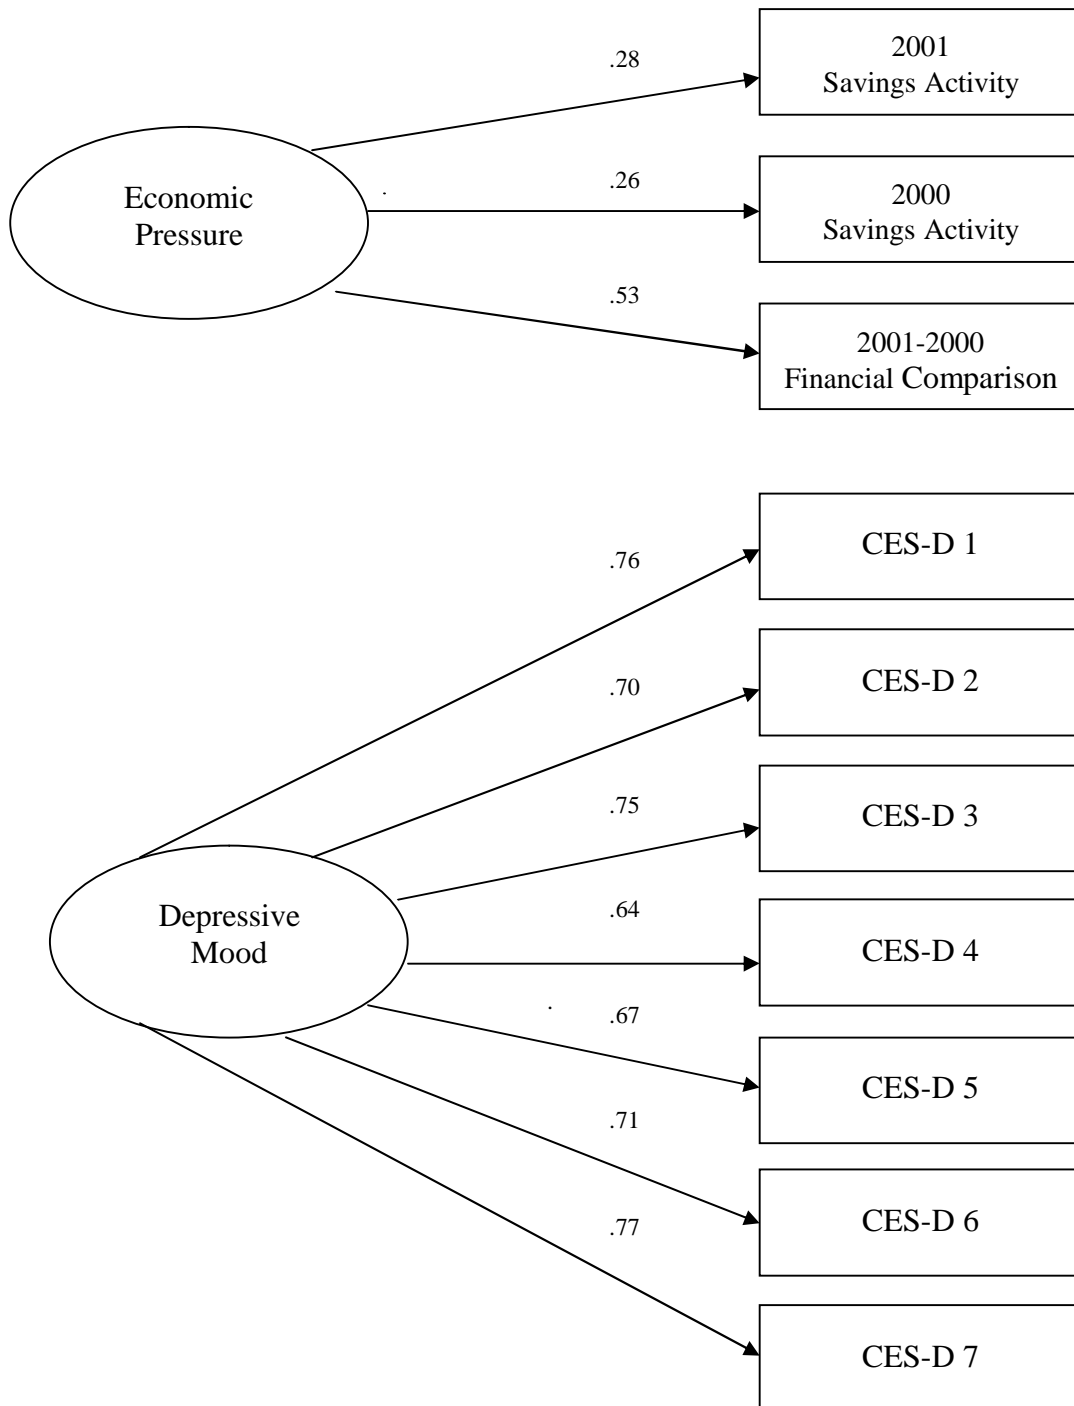 .28
2001
Savings Activity
Economic
Pressure
.26
2000
Savings Activity
.53
2001-2000
Financial Comparison
.76
CES-D 1
.70
CES-D 2
.75
CES-D 3
Depressive
Mood
.64
CES-D 4
.67
CES-D 5
.71
CES-D 6
.77
CES-D 7